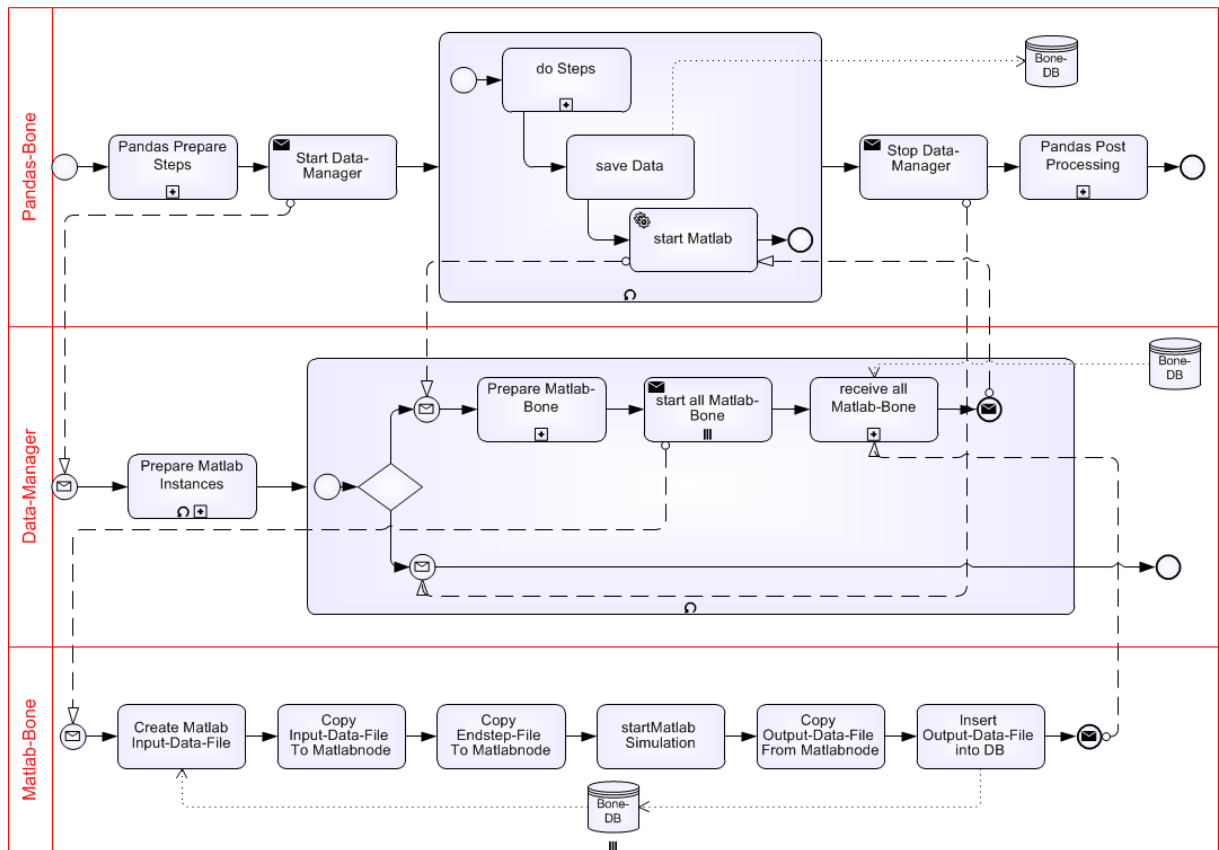 Pandas-Bone
Pandas Prepare
Steps
Start Data-
Manager
do Steps
save Data
start Matlab
Bone-
DB
Stop Data-
Manager
Pandas Post
Processing
Data-Manager
Prepare Matlab
Instances
Prepare Matlab-
Bone
start all Matlab-
Bone
receive all
Matlab-Bone
Bone-
DB
Matlab-Bone
Create Matlab
Input-Data-File
Copy
Input-Data-File
To Matlabnode
Copy
Endstep-File
To Matlabnode
startMatlab
Simulation
Copy
Output-Data-File
From Matlabnode
Insert
Output-Data-File
into DB
Bone-
DB